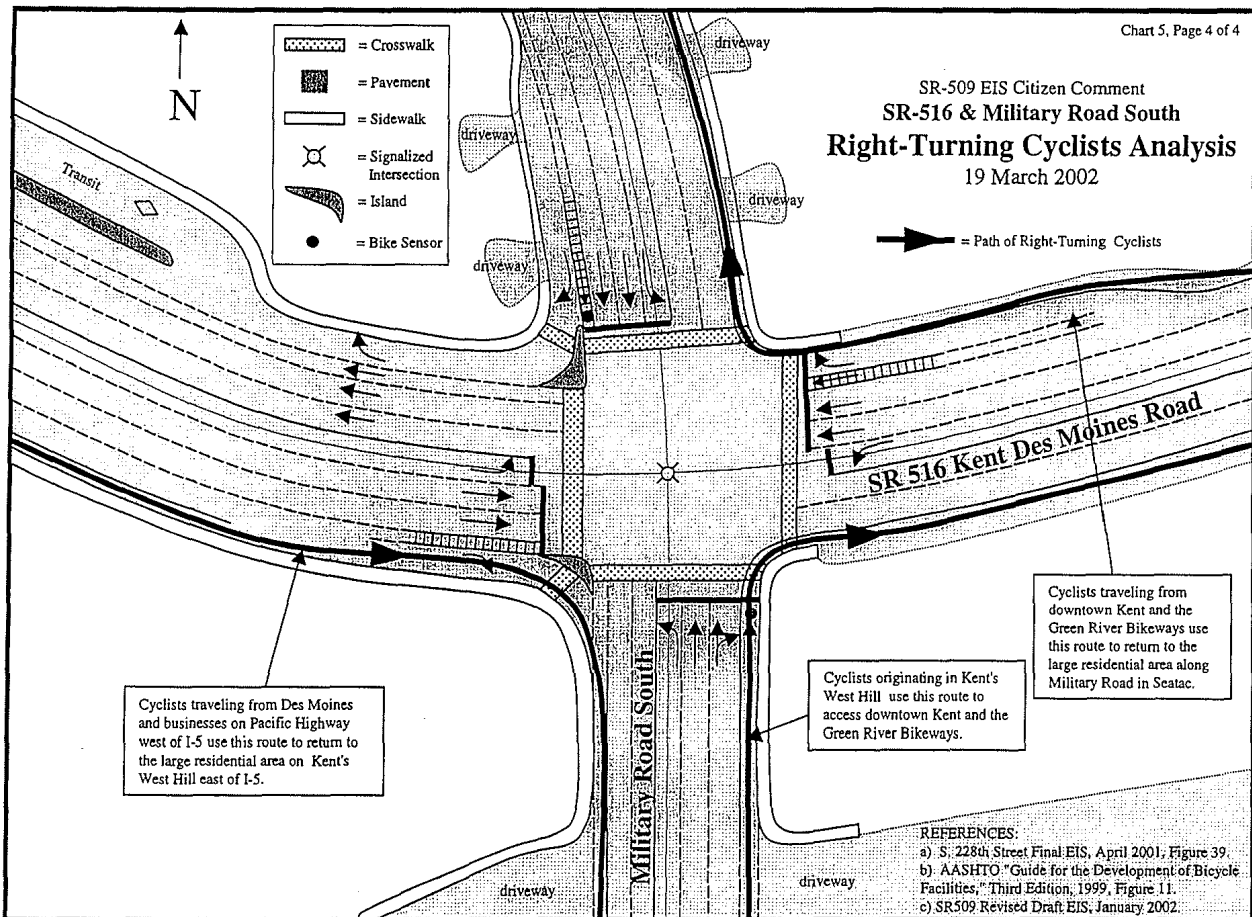 Chart 5, Page 4 of 4
SR-509 EIS Citizen Comment
SR-516 & Military Road South
Right-Turning Cyclists Analysis
19 March 2002
= Path of Right-Turning Cyclists
N
= Crosswalk
= Pavement
= Sidewalk
= Signalized
Intersection
= Island
= Bike Sensor
Transit
driveway
driveway
driveway
driveway
SR 516 Kent Des Moines Road
Military Road South
Cyclists traveling from Des Moines
and businesses on Pacific Highway
west of I-5 use this route to return to
the large residential area on Kent's
West Hill east of I-5.
Cyclists originating in Kent's
West Hill use this route to
access downtown Kent and the
Green River Bikeways.
Cyclists traveling from
downtown Kent and the
Green River Bikeways use
this route to return to the
large residential area along
Military Road in Seatac.
driveway
driveway
REFERENCES:
a) S. 228th Street Final EIS, April 2001, Figure 39.
b) AASHTO "Guide for the Development of Bicycle
Facilities," Third Edition, 1999, Figure 11.
c) SR509 Revised Draft EIS, January 2002.